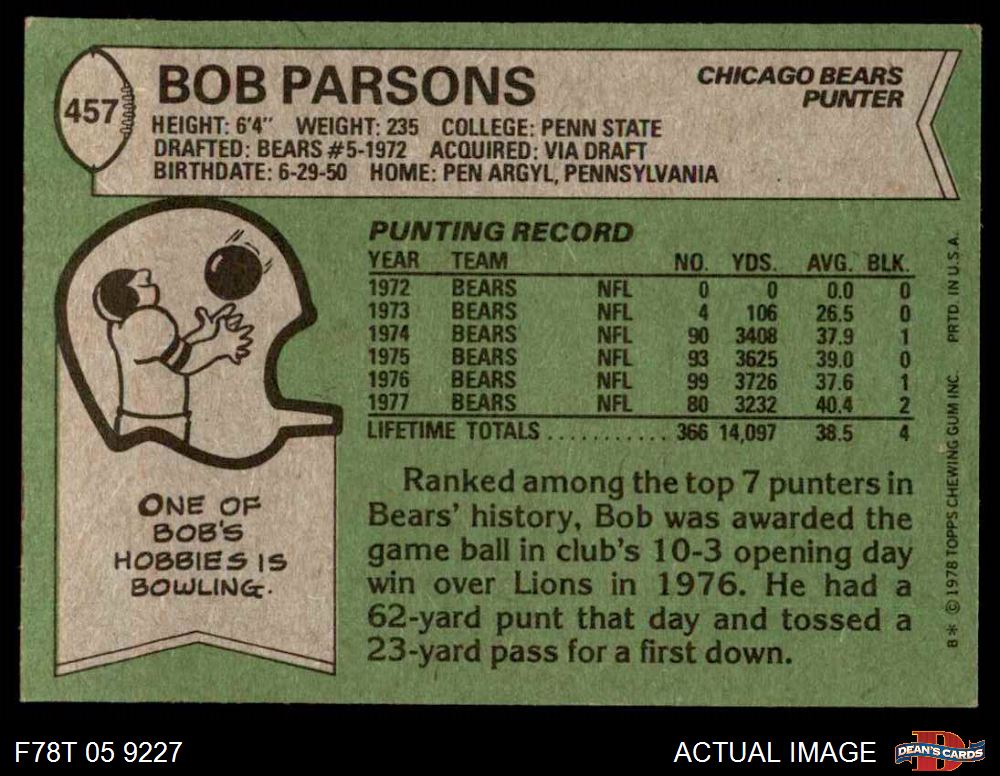 457
BOB PARSONS
CHICAGO BEARS
PUNTER
HEIGHT: 6'4" WEIGHT: 235 COLLEGE: PENN STATE
DRAFTED: BEARS #5-1972 ACQUIRED: VIA DRAFT
BIRTHDATE: 6-29-50 HOME: PEN ARGYL, PENNSYLVANIA
PUNTING RECORD
YEAR TEAM NO. YDS. AVG. BLK.
1972 BEARS NFL 0 0 0.0 0
1973 BEARS NFL 4 106 26.5 0
1974 BEARS NFL 90 3408 37.9 1
1975 BEARS NFL 93 3625 39.0 0
1976 BEARS NFL 99 3726 37.6 1
1977 BEARS NFL 80 3232 40.4 2
LIFETIME TOTALS ........... 366 14,097 38.5 4
ONE OF
BOB'S
HOBBIES IS
BOWLING.
Ranked among the top 7 punters in
Bears' history, Bob was awarded the
game ball in club's 10-3 opening day
win over Lions in 1976. He had a
62-yard punt that day and tossed a
23-yard pass for a first down.
B* © 1978 TOPPS CHEWING GUM INC. PRTD. IN U.S.A.
F78T 05 9227
ACTUAL IMAGE
DEAN'S CARDS